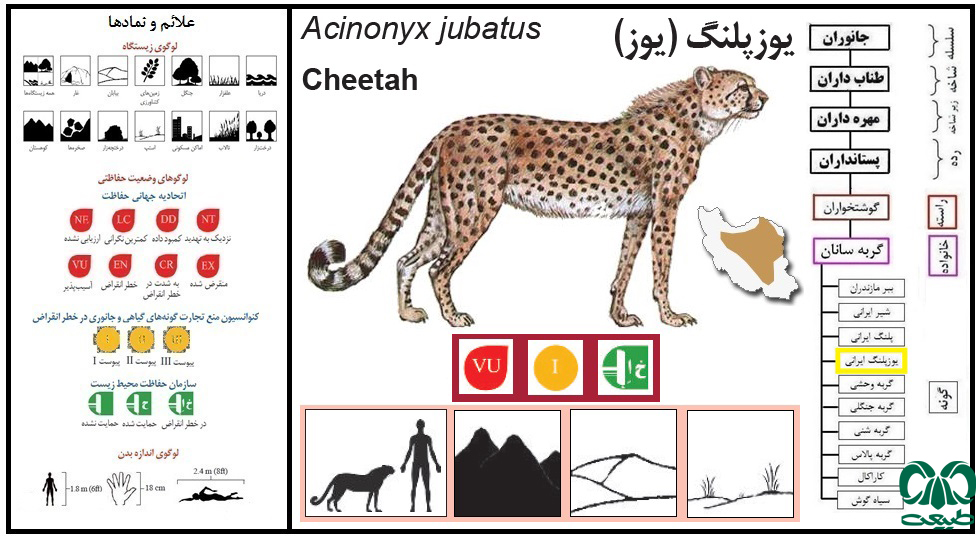 علائم و نمادها
لوگوی زیستگاه
دریا
علفزار
جنگل
زمین‌های کشاورزی
بیابان
غار
همه زیستگاه‌ها
درختزار
تالاب
اماکن مسکونی
استپ
درختچه‌زار
صخره‌ها
کوهستان
لوگوهای وضعیت حفاظتی
اتحادیه جهانی حفاظت
NE LC DD NT
نزدیک به تهدید
کمبود داده
کمترین نگرانی
ارزیابی نشده
VU EN CR EX
منقرض شده
به شدت در خطر انقراض
خطر انقراض
آسیب‌پذیر
کنوانسیون منع تجارت گونه‌های گیاهی و جانوری در خطر انقراض
پیوست III
پیوست II
پیوست I
سازمان حفاظت محیط زیست
در خطر انقراض
حمایت شده
حمایت نشده
لوگوی اندازه بدن
1.8 m (6ft)
18 cm
2.4 m (8ft)
Acinonyx jubatus
یوزپلنگ (یوز)
Cheetah
VU
I
جانوران
طناب داران
مهره داران
پستانداران
گوشتخواران
گربه سانان
ببر مازندران
شیر ایرانی
پلنگ ایرانی
یوزپلنگ ایرانی
گربه وحشی
گربه جنگلی
گربه شنی
گربه پالاس
کاراکال
سیاه گوش
سلسله
شاخه
زیر شاخه
رده
راسته
خانواده
گونه
طبیعت